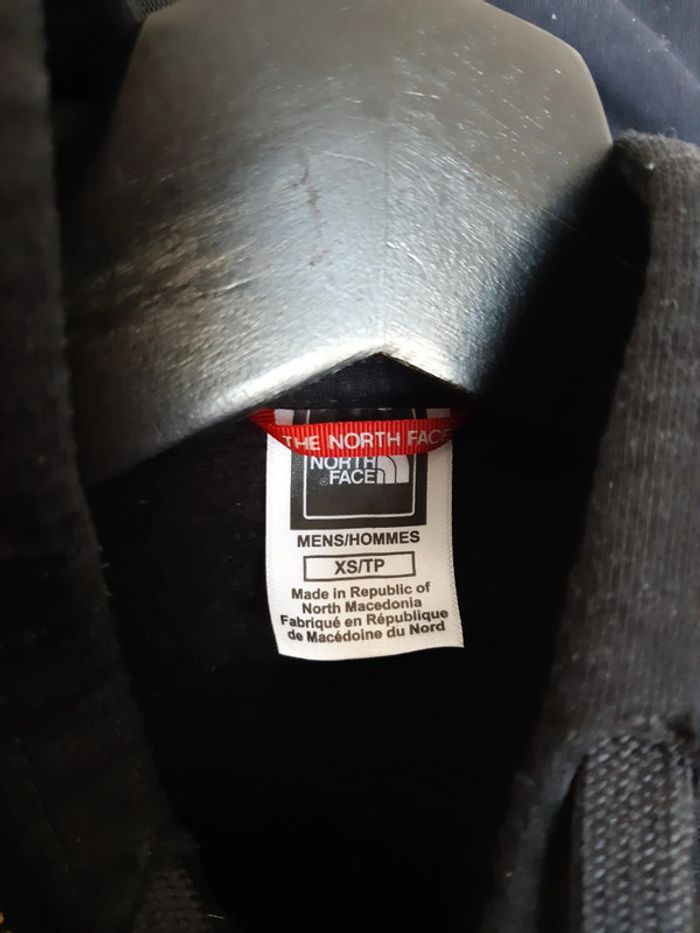 THE NORTH FACE
NORTH
FACE
MENS/HOMMES
XS/TP
Made in Republic of
North Macedonia
Fabriqué en République
de Macédoine du Nord